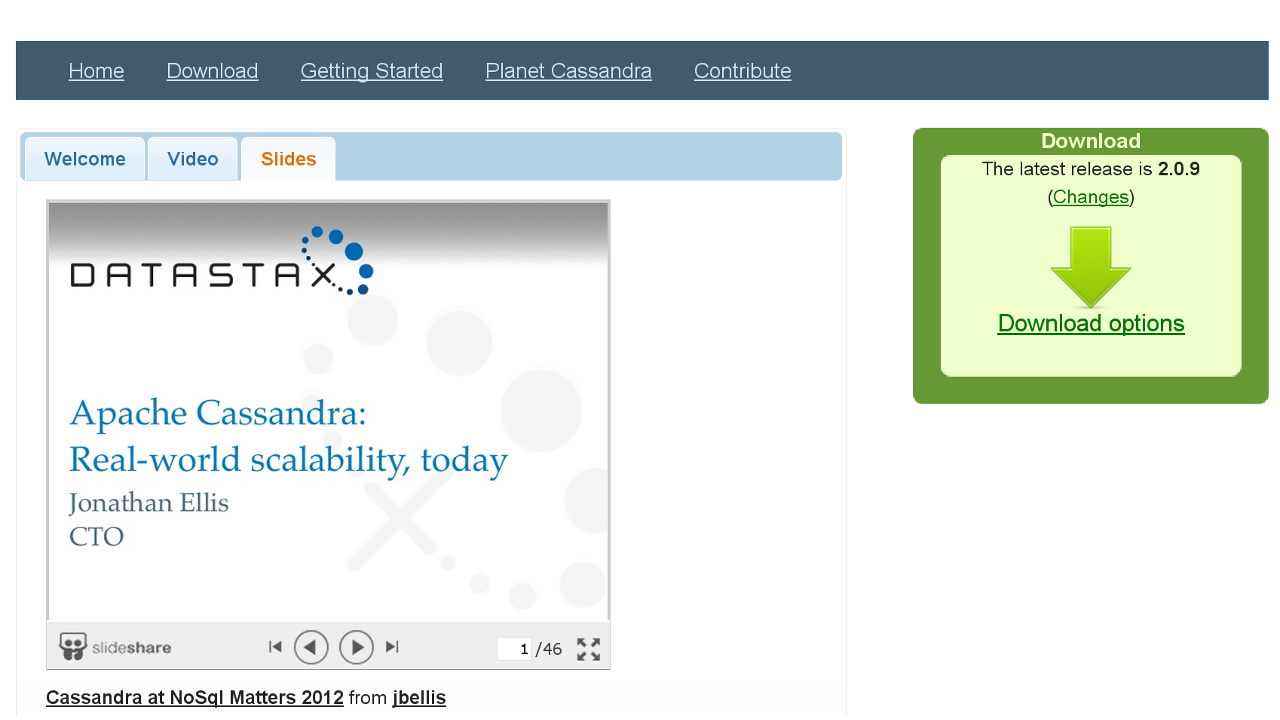 Home Download Getting Started Planet Cassandra Contribute
Welcome Video Slides
DATASTAX
Apache Cassandra:
Real-world scalability, today
Jonathan Ellis
CTO
slideshare 1 /46
Cassandra at NoSql Matters 2012 from jbellis
Download
The latest release is 2.0.9
(Changes)
Download options